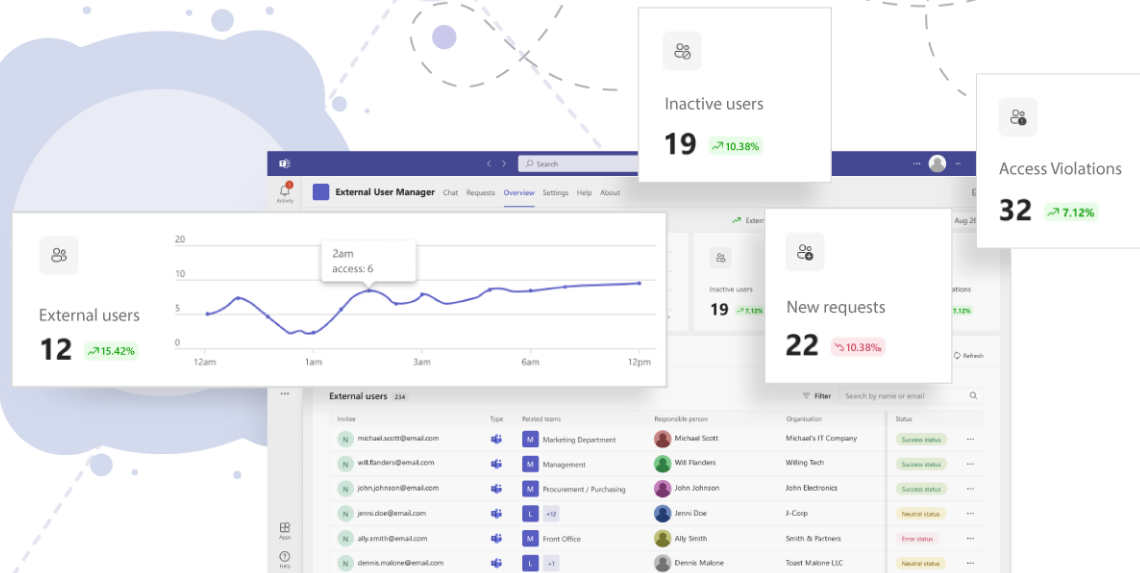 Inactive users
19 10.38%
Access Violations
32 7.12%
Search
Activity
External User Manager Chat Requests Overview Settings Help About
Aug 26
External users
12 15.42%
20
10
5
0
2am
access: 6
12am 1am 3am 6am 12pm
Inactive users
19 7.12%
New requests
22 10.38%
7.12%
Refresh
External users 234
Filter Search by name or email
Invitee Type Related teams Responsible person Organisation Status
N michael.scott@email.com M Marketing Department Michael Scott Michael's IT Company Success status
N will.flanders@email.com M Management Will Flanders Willing Tech Success status
N john.johnson@email.com M Procurement / Purchasing John Johnson John Electronics Success status
N jenni.doe@email.com L +12 Jenni Doe J-Corp Neutral status
N ally.smith@email.com M Front Office Ally Smith Smith & Partners Error status
N dennis.malone@email.com L +1 Dennis Malone Toast Malone LLC Neutral status
Apps
Help